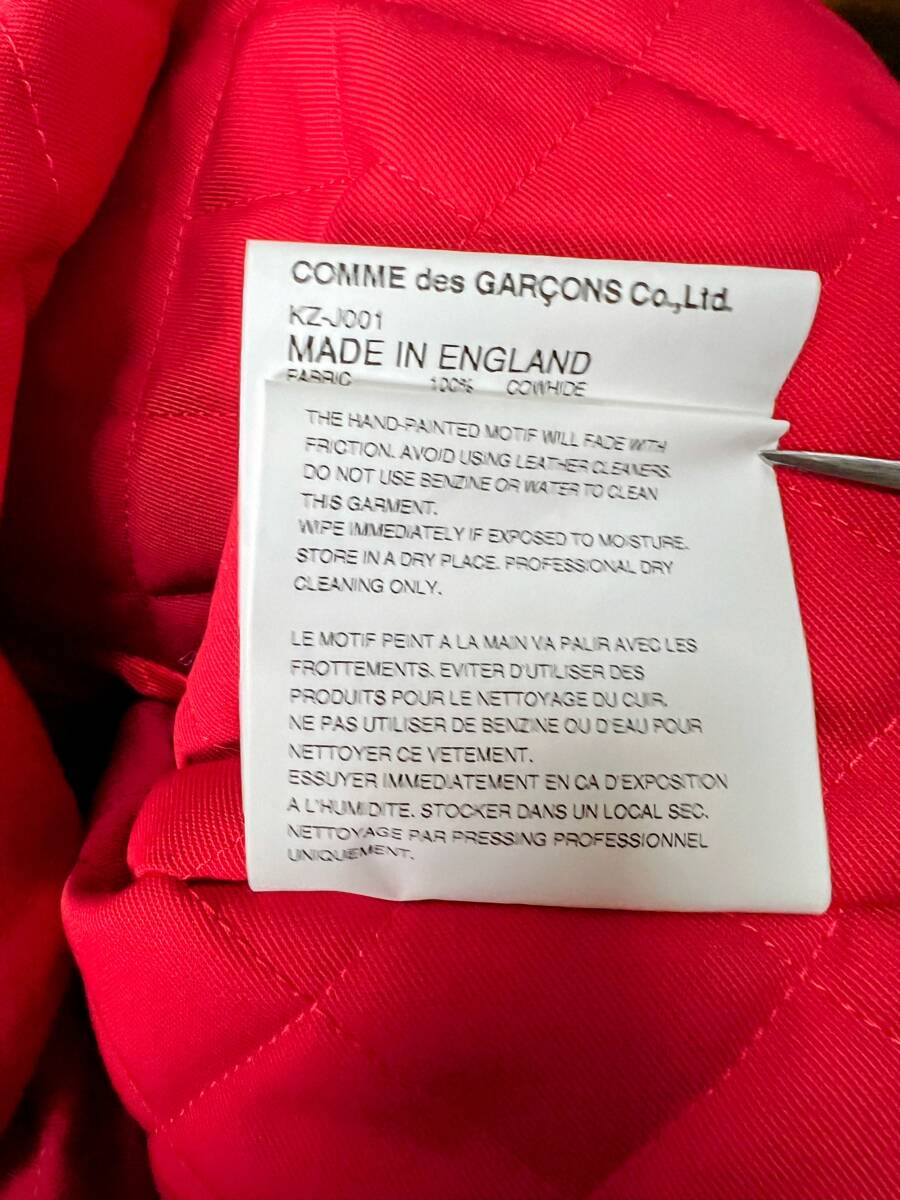 COMME des GARÇONS Co.,Ltd.
KZ-J001
MADE IN ENGLAND
FABRIC 100% COWHIDE
THE HAND-PAINTED MOTIF WILL FADE WITH
FRICTION. AVOID USING LEATHER CLEANERS.
DO NOT USE BENZINE OR WATER TO CLEAN
THIS GARMENT.
WIPE IMMEDIATELY IF EXPOSED TO MOISTURE.
STORE IN A DRY PLACE. PROFESSIONAL DRY
CLEANING ONLY.
LE MOTIF PEINT A LA MAIN VA PALIR AVEC LES
FROTTEMENTS. EVITER D'UTILISER DES
PRODUITS POUR LE NETTOYAGE DU CUIR.
NE PAS UTILISER DE BENZINE OU D'EAU POUR
NETTOYER CE VETEMENT.
ESSUYER IMMEDIATEMENT EN CA D'EXPOSITION
A L'HUMIDITE. STOCKER DANS UN LOCAL SEC.
NETTOYAGE PAR PRESSING PROFESSIONNEL
UNIQUEMENT.